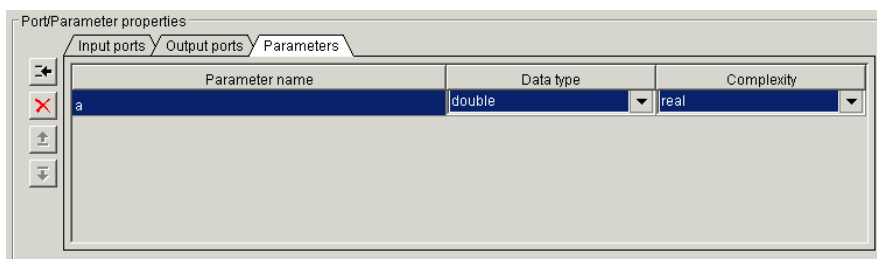 Port/Parameter properties
Input ports Output ports Parameters
Parameter name Data type Complexity
a double real